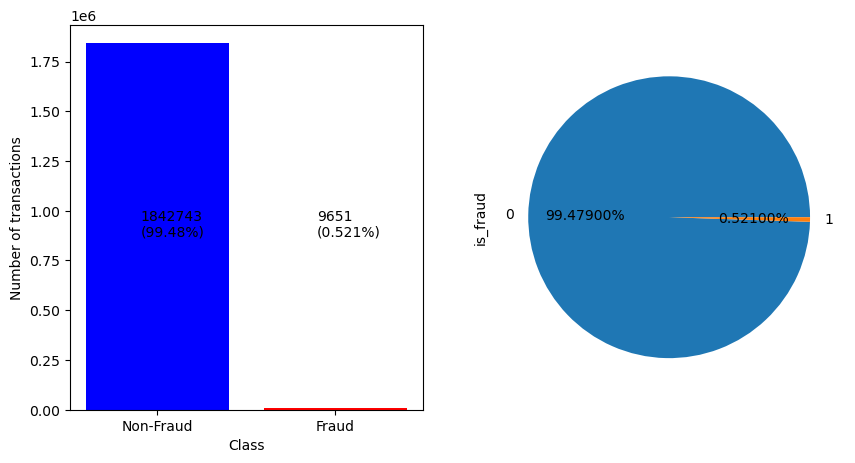 1e6
1.75
1.50
1.25
1.00
0.75
0.50
0.25
0.00
Number of transactions
1842743
(99.48%)
9651
(0.521%)
Non-Fraud
Fraud
Class
is_fraud
0
99.47900%
0.52100%
1